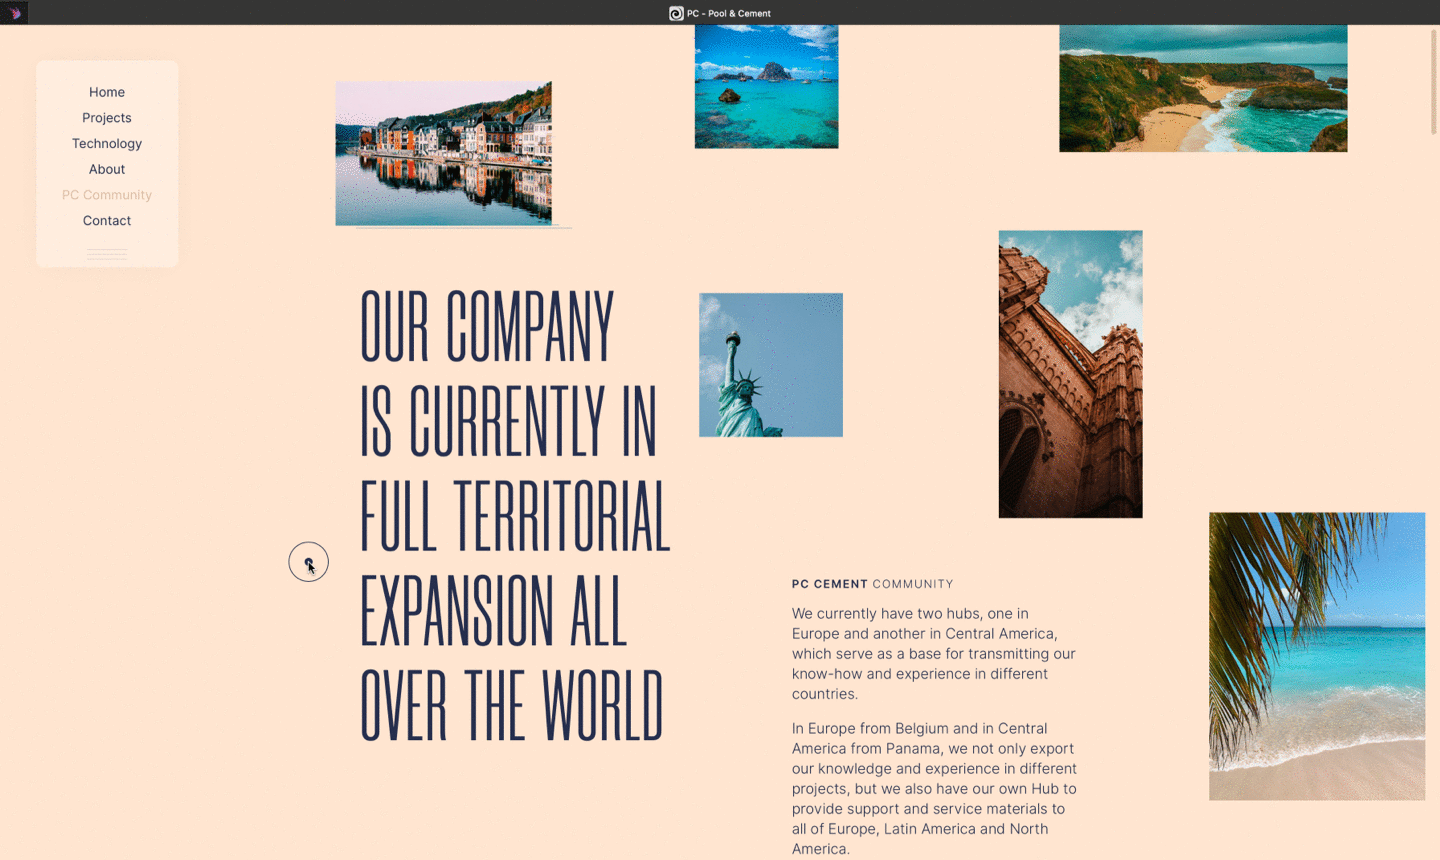 PC - Pool & Cement
Home
Projects
Technology
About
PC Community
Contact
OUR COMPANY
IS CURRENTLY IN
FULL TERRITORIAL
EXPANSION ALL
OVER THE WORLD
PC CEMENT COMMUNITY
We currently have two hubs, one in
Europe and another in Central America,
which serve as a base for transmitting our
know-how and experience in different
countries.
In Europe from Belgium and in Central
America from Panama, we not only export
our knowledge and experience in different
projects, but we also have our own Hub to
provide support and service materials to
all of Europe, Latin America and North
America.